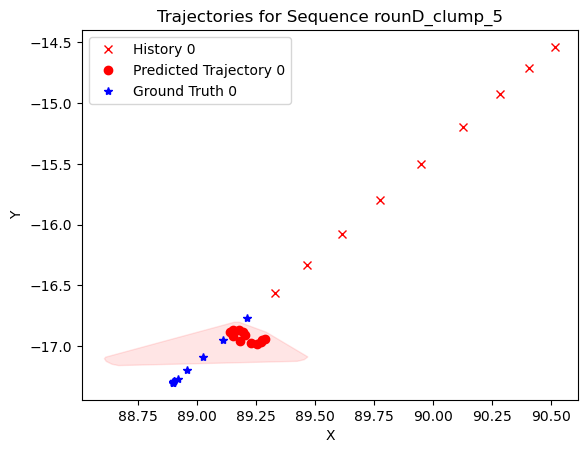 Trajectories for Sequence rounD_clump_5
History 0
Predicted Trajectory 0
Ground Truth 0
Y
−14.5
−15.0
−15.5
−16.0
−16.5
−17.0
88.75 89.00 89.25 89.50 89.75 90.00 90.25 90.50
X